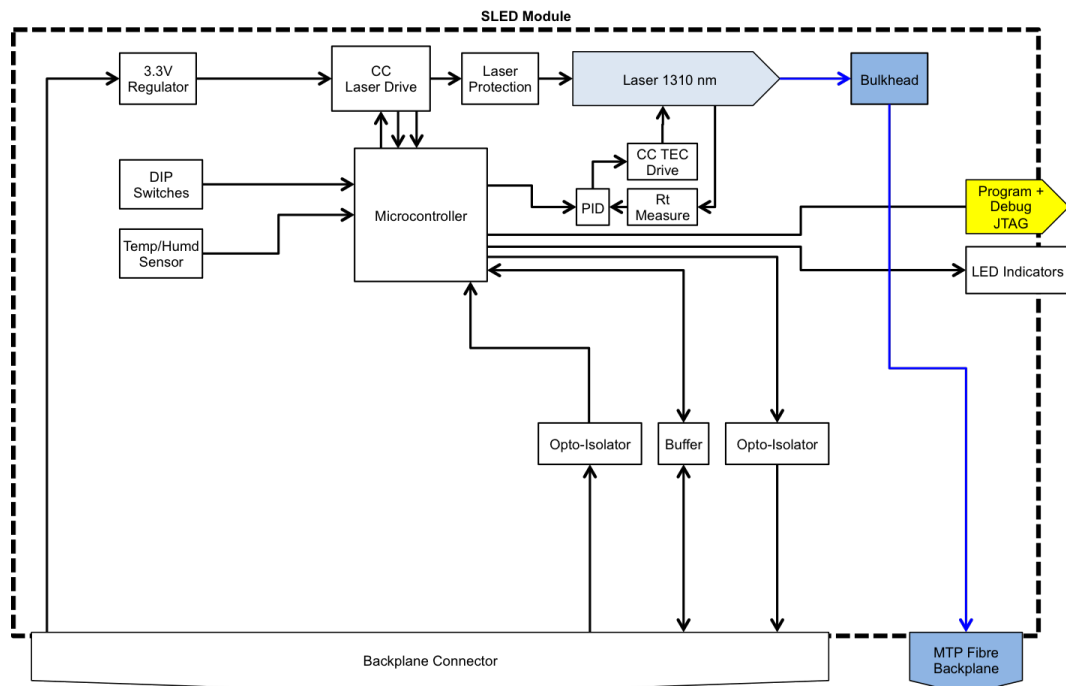 SLED Module
3.3V
Regulator
CC
Laser Drive
Laser
Protection
Laser 1310 nm
Bulkhead
DIP
Switches
Microcontroller
CC TEC
Drive
PID
Rt
Measure
Program +
Debug
JTAG
Temp/Humd
Sensor
LED Indicators
Opto-Isolator
Buffer
Opto-Isolator
Backplane Connector
MTP Fibre
Backplane